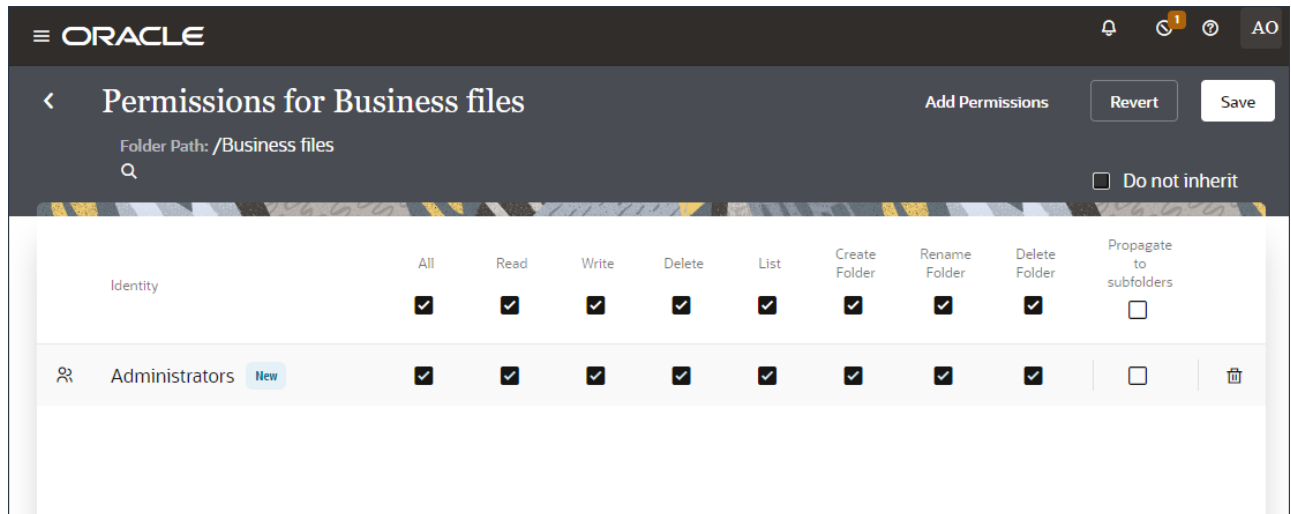 ORACLE
1
AO
Permissions for Business files
Add Permissions
Revert
Save
Folder Path: /Business files
Do not inherit
Identity
All
Read
Write
Delete
List
Create
Folder
Rename
Folder
Delete
Folder
Propagate
to
subfolders
Administrators New